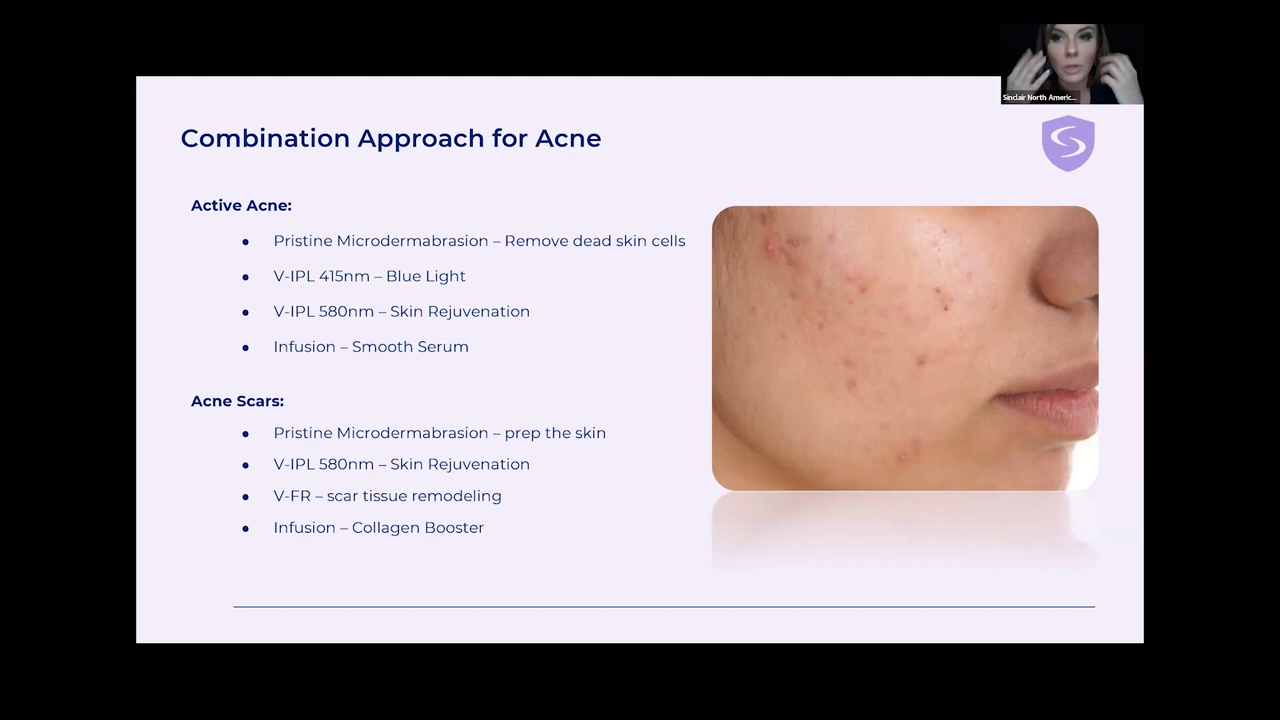 Sinclair North Americ...
Combination Approach for Acne
Active Acne:
● Pristine Microdermabrasion – Remove dead skin cells
● V-IPL 415nm – Blue Light
● V-IPL 580nm – Skin Rejuvenation
● Infusion – Smooth Serum
Acne Scars:
● Pristine Microdermabrasion – prep the skin
● V-IPL 580nm – Skin Rejuvenation
● V-FR – scar tissue remodeling
● Infusion – Collagen Booster